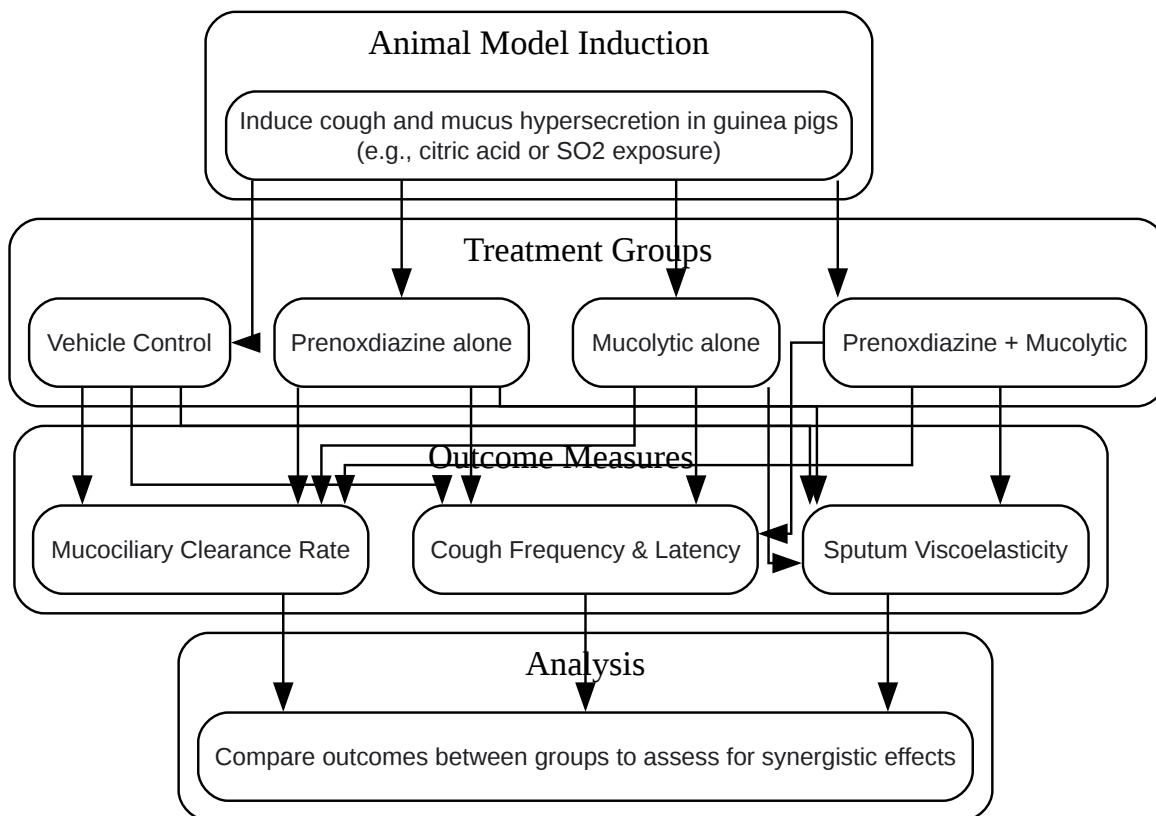 Animal Model Induction
Induce cough and mucus hypersecretion in guinea pigs
(e.g., citric acid or SO2 exposure)
Treatment Groups
Vehicle Control
Prenoxdiazine alone
Mucolytic alone
Prenoxdiazine + Mucolytic
Outcome Measures
Mucociliary Clearance Rate
Cough Frequency & Latency
Sputum Viscoelasticity
Analysis
Compare outcomes between groups to assess for synergistic effects